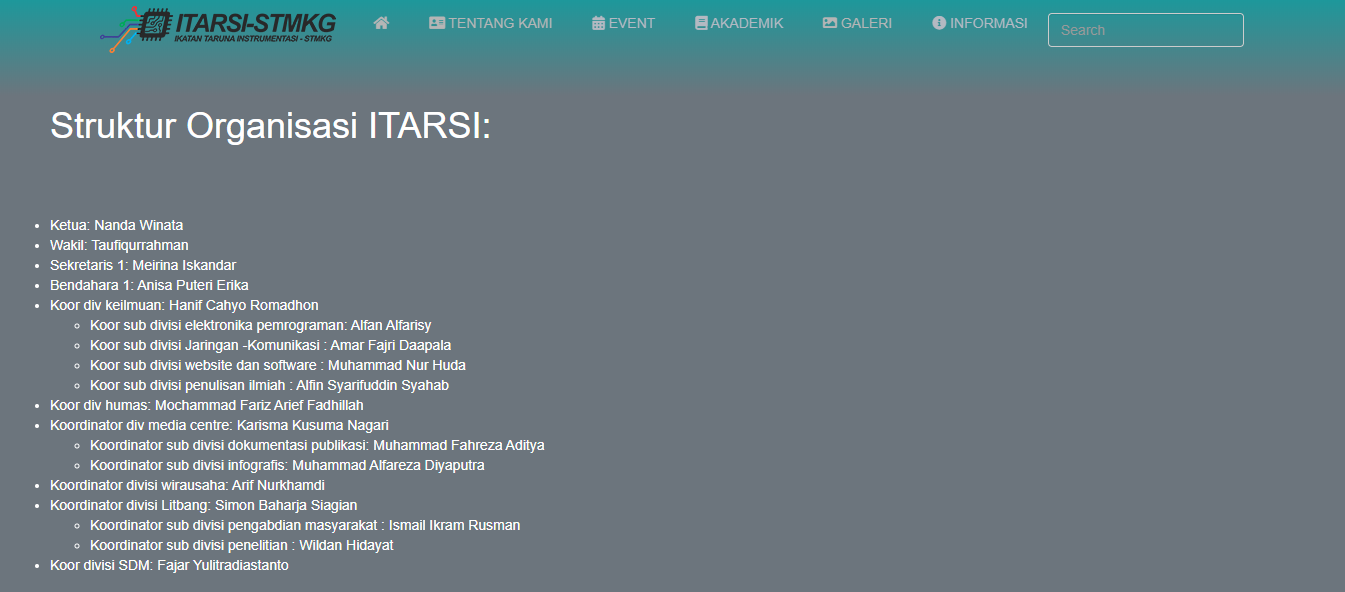 ITARSI-STMKG
IKATAN TARUNA INSTRUMENTASI - STMKG
TENTANG KAMI
EVENT
AKADEMIK
GALERI
INFORMASI
Search
Struktur Organisasi ITARSI:
Ketua: Nanda Winata
Wakil: Taufiqurrahman
Sekretaris 1: Meirina Iskandar
Bendahara 1: Anisa Puteri Erika
Koor div keilmuan: Hanif Cahyo Romadhon
Koor sub divisi elektronika pemrograman: Alfan Alfarisy
Koor sub divisi Jaringan -Komunikasi : Amar Fajri Daapala
Koor sub divisi website dan software : Muhammad Nur Huda
Koor sub divisi penulisan ilmiah : Alfin Syarifuddin Syahab
Koor div humas: Mochammad Fariz Arief Fadhillah
Koordinator div media centre: Karisma Kusuma Nagari
Koordinator sub divisi dokumentasi publikasi: Muhammad Fahreza Aditya
Koordinator sub divisi infografis: Muhammad Alfareza Diyaputra
Koordinator divisi wirausaha: Arif Nurkhamdi
Koordinator divisi Litbang: Simon Baharja Siagian
Koordinator sub divisi pengabdian masyarakat : Ismail Ikram Rusman
Koordinator sub divisi penelitian : Wildan Hidayat
Koor divisi SDM: Fajar Yulitradiastanto